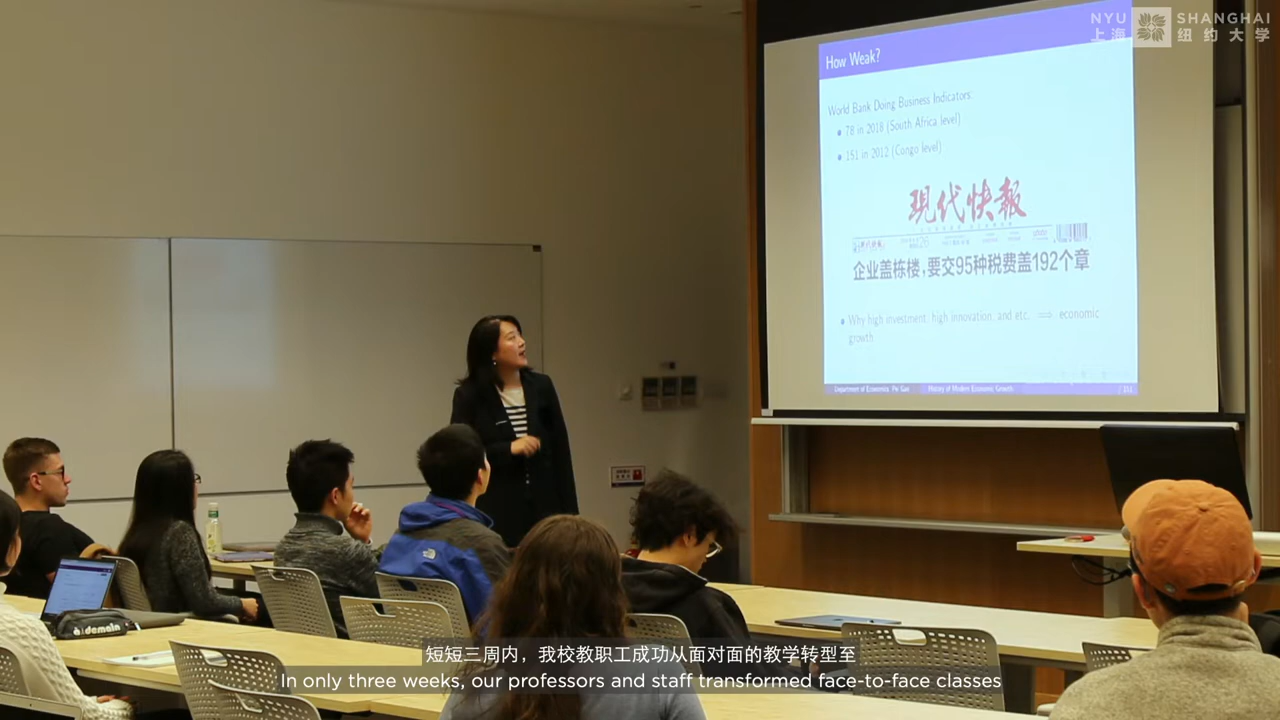 NYU SHANGHAI
上海 纽约大学
How Weak?
World Bank Doing Business Indicators:
78 in 2018 (South Africa level)
151 in 2012 (Congo level)
現代快報
26
企业盖栋楼,要交95种税费盖192个章
Why high investment, high innovation, and etc. ⟹ economic
growth
Department of Economics Pei Gao History of Modern Economic Growth
demain
短短三周内，我校教职工成功从面对面的教学转型至
In only three weeks, our professors and staff transformed face-to-face classes